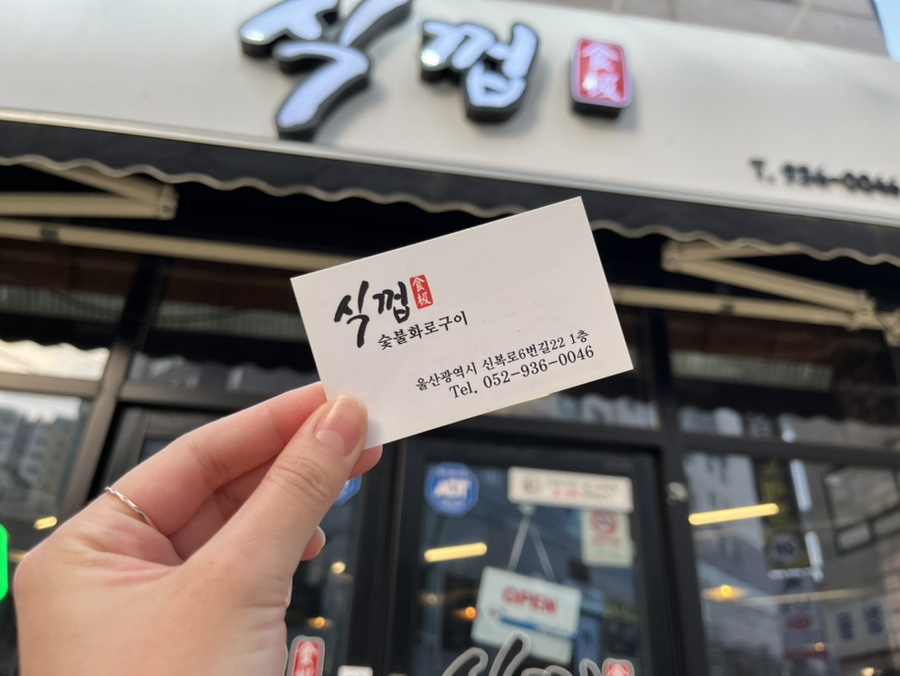 식껍 食板
T. 936-0046
식껍 食板
숯불화로구이
울산광역시 신복로6번길22 1층
Tel. 052-936-0046
ADT
OPEN